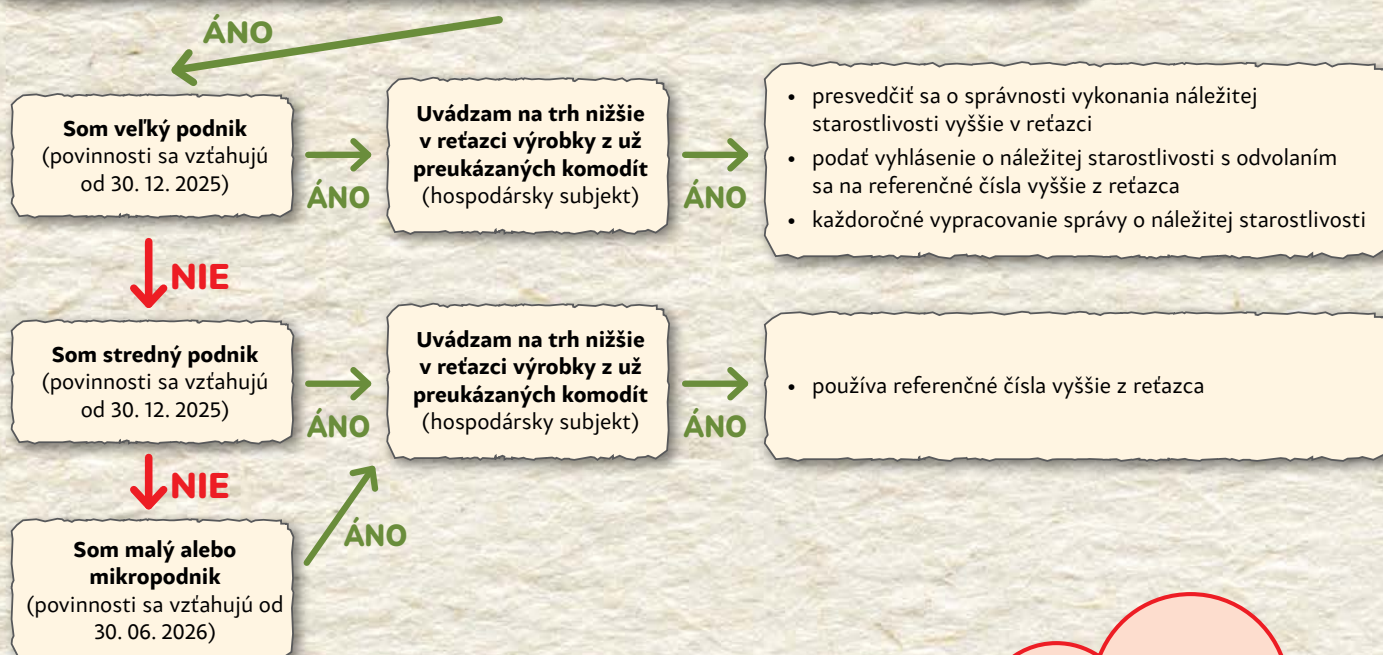 ÁNO
Som veľký podnik
(povinnosti sa vzťahujú
od 30. 12. 2025)
ÁNO
Uvádzam na trh nižšie
v reťazci výrobky z už
preukázaných komodít
(hospodársky subjekt)
ÁNO
• presvedčiť sa o správnosti vykonania náležitej
starostlivosti vyššie v reťazci
• podať vyhlásenie o náležitej starostlivosti s odvolaním
sa na referenčné čísla vyššie z reťazca
• každoročné vypracovanie správy o náležitej starostlivosti
NIE
Som stredný podnik
(povinnosti sa vzťahujú
od 30. 12. 2025)
ÁNO
Uvádzam na trh nižšie
v reťazci výrobky z už
preukázaných komodít
(hospodársky subjekt)
ÁNO
• používa referenčné čísla vyššie z reťazca
NIE
Som malý alebo
mikropodnik
(povinnosti sa vzťahujú od
30. 06. 2026)
ÁNO